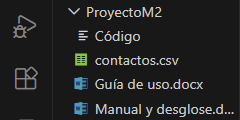 ProyectoM2
Código
contactos.csv
Guía de uso.docx
Manual y desglose.d...